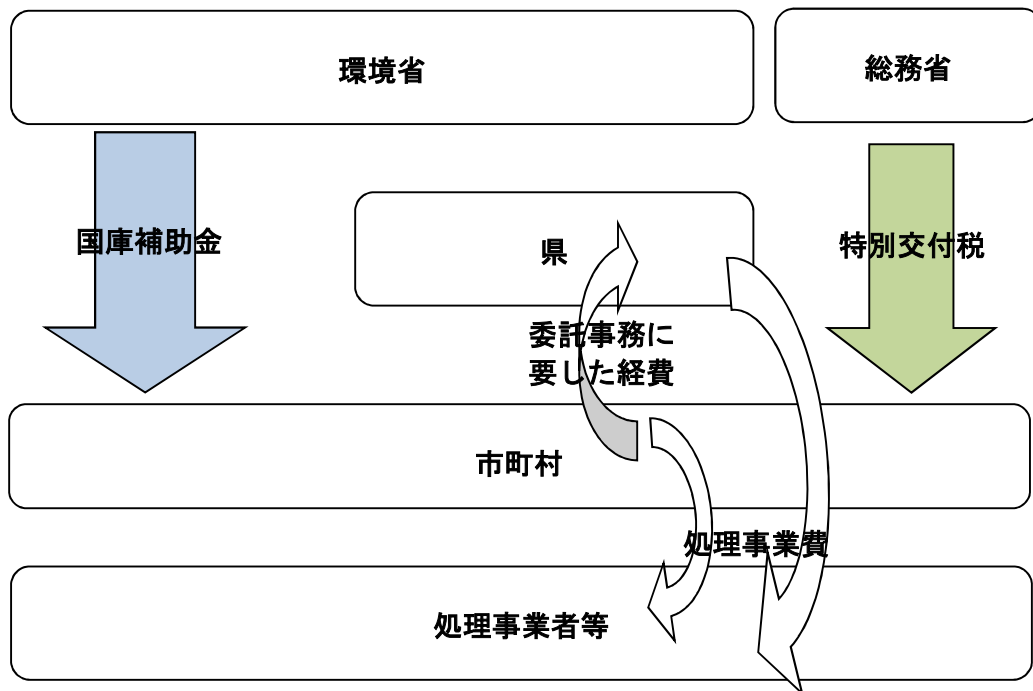 環境省
総務省
国庫補助金
県
特別交付税
委託事務に
要した経費
市町村
処理事業費
処理事業者等